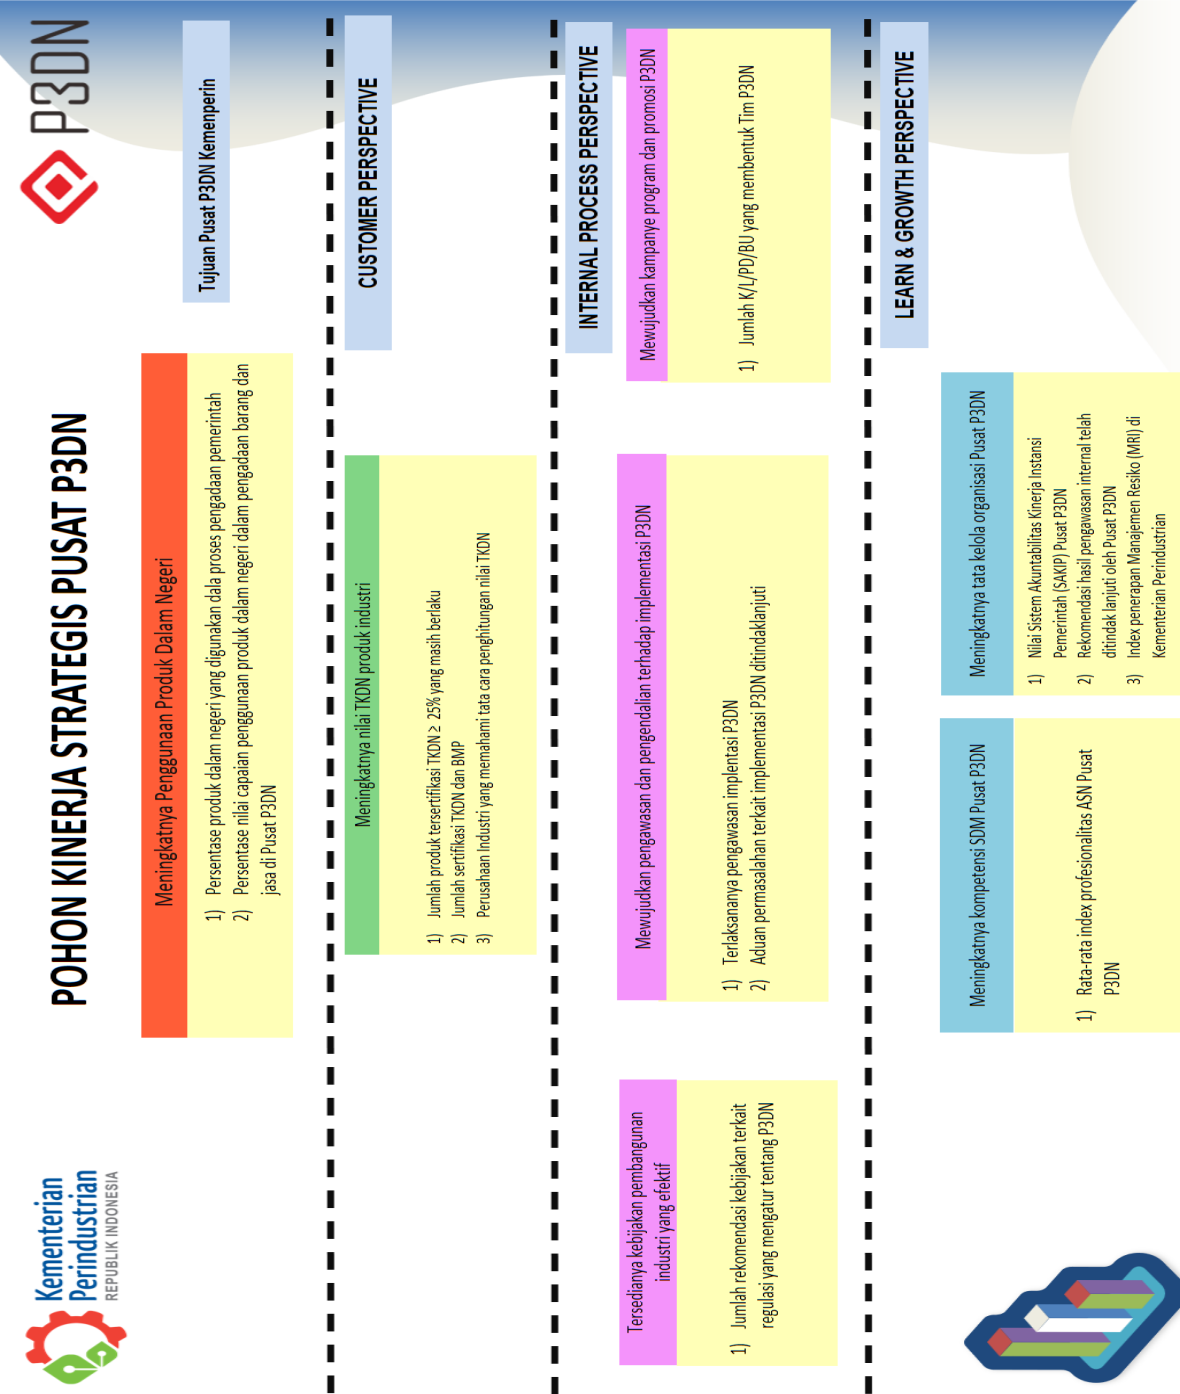 Kementerian
Perindustrian
REPUBLIK INDONESIA
POHON KINERJA STRATEGIS PUSAT P3DN
P3DN
Meningkatnya Penggunaan Produk Dalam Negeri
1) Persentase produk dalam negeri yang digunakan dala proses pengadaan pemerintah
2) Persentase nilai capaian penggunaan produk dalam negeri dalam pengadaan barang dan
jasa di Pusat P3DN
Tujuan Pusat P3DN Kemenperin
CUSTOMER PERSPECTIVE
Meningkatnya nilai TKDN produk industri
1) Jumlah produk tersertifikasi TKDN ≥ 25% yang masih berlaku
2) Jumlah sertifikasi TKDN dan BMP
3) Perusahaan Industri yang memahami tata cara penghitungan nilai TKDN
INTERNAL PROCESS PERSPECTIVE
Tersedianya kebijakan pembangunan
industri yang efektif
1) Jumlah rekomendasi kebijakan terkait
regulasi yang mengatur tentang P3DN
Mewujudkan pengawasan dan pengendalian terhadap implementasi P3DN
1) Terlaksananya pengawasan implentasi P3DN
2) Aduan permasalahan terkait implementasi P3DN ditindaklanjuti
Mewujudkan kampanye program dan promosi P3DN
1) Jumlah K/L/PD/BU yang membentuk Tim P3DN
LEARN & GROWTH PERSPECTIVE
Meningkatnya kompetensi SDM Pusat P3DN
1) Rata-rata index profesionalitas ASN Pusat
P3DN
Meningkatnya tata kelola organisasi Pusat P3DN
1) Nilai Sistem Akuntabilitas Kinerja Instansi
Pemerintah (SAKIP) Pusat P3DN
2) Rekomendasi hasil pengawasan internal telah
ditindak lanjuti oleh Pusat P3DN
3) Index penerapan Manajemen Resiko (MRI) di
Kementerian Perindustrian